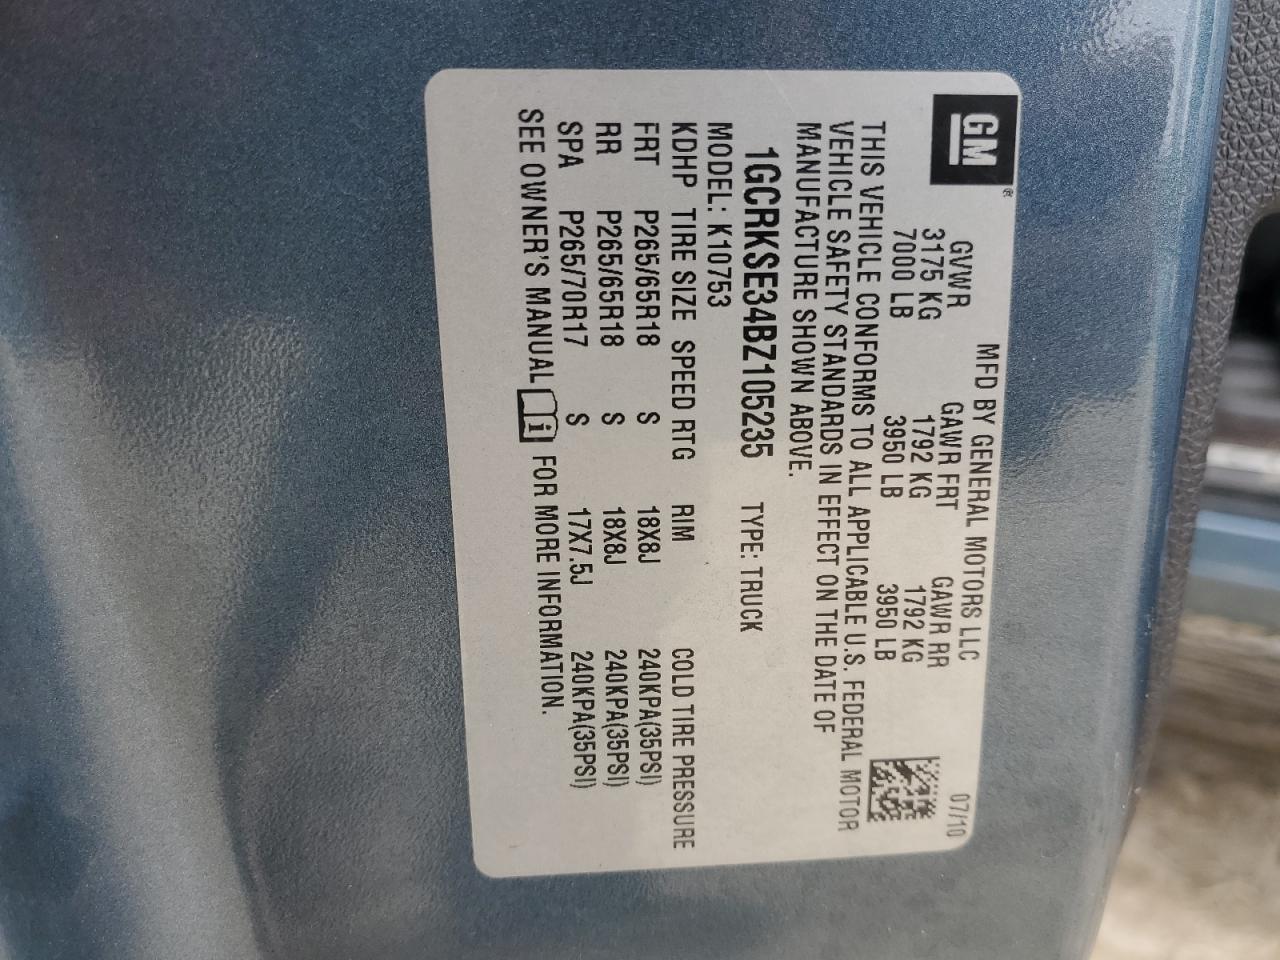 GM®
MFD BY GENERAL MOTORS LLC 07/10
GVWR GAWR FRT GAWR RR
3175 KG 1792 KG 1792 KG
7000 LB 3950 LB 3950 LB
THIS VEHICLE CONFORMS TO ALL APPLICABLE U.S. FEDERAL MOTOR
VEHICLE SAFETY STANDARDS IN EFFECT ON THE DATE OF
MANUFACTURE SHOWN ABOVE.
1GCRKSE34BZ105235 TYPE: TRUCK
MODEL: K10753
KDHP TIRE SIZE SPEED RTG RIM COLD TIRE PRESSURE
FRT P265/65R18 S 18X8J 240KPA(35PSI)
RR P265/65R18 S 18X8J 240KPA(35PSI)
SPA P265/70R17 S 17X7.5J 240KPA(35PSI)
SEE OWNER'S MANUAL i FOR MORE INFORMATION.